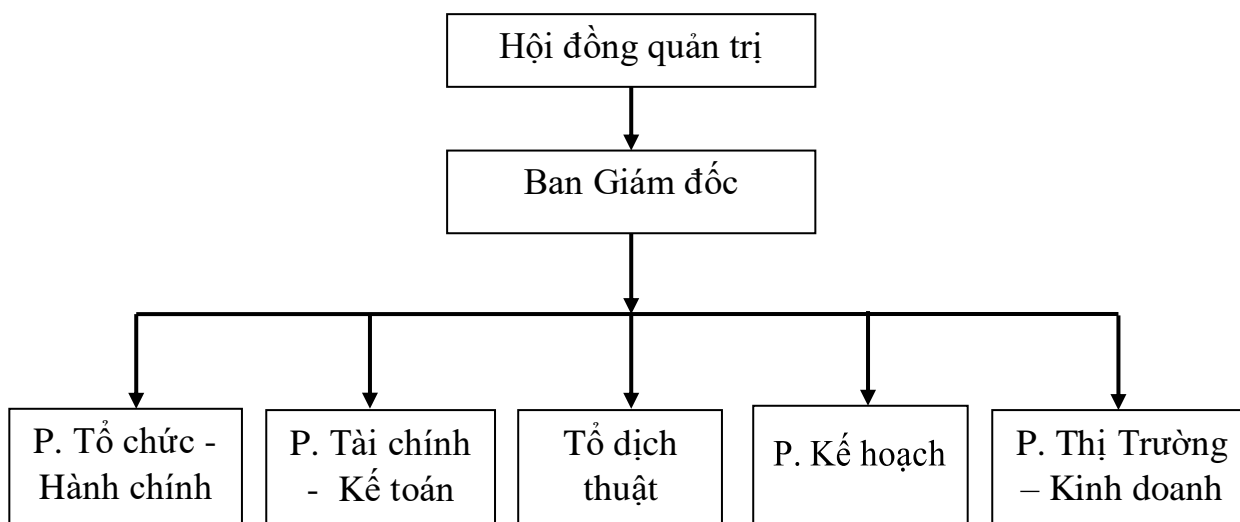 Hội đồng quản trị
Ban Giám đốc
P. Tổ chức -
Hành chính
P. Tài chính
- Kế toán
Tổ dịch
thuật
P. Kế hoạch
P. Thị Trường
– Kinh doanh